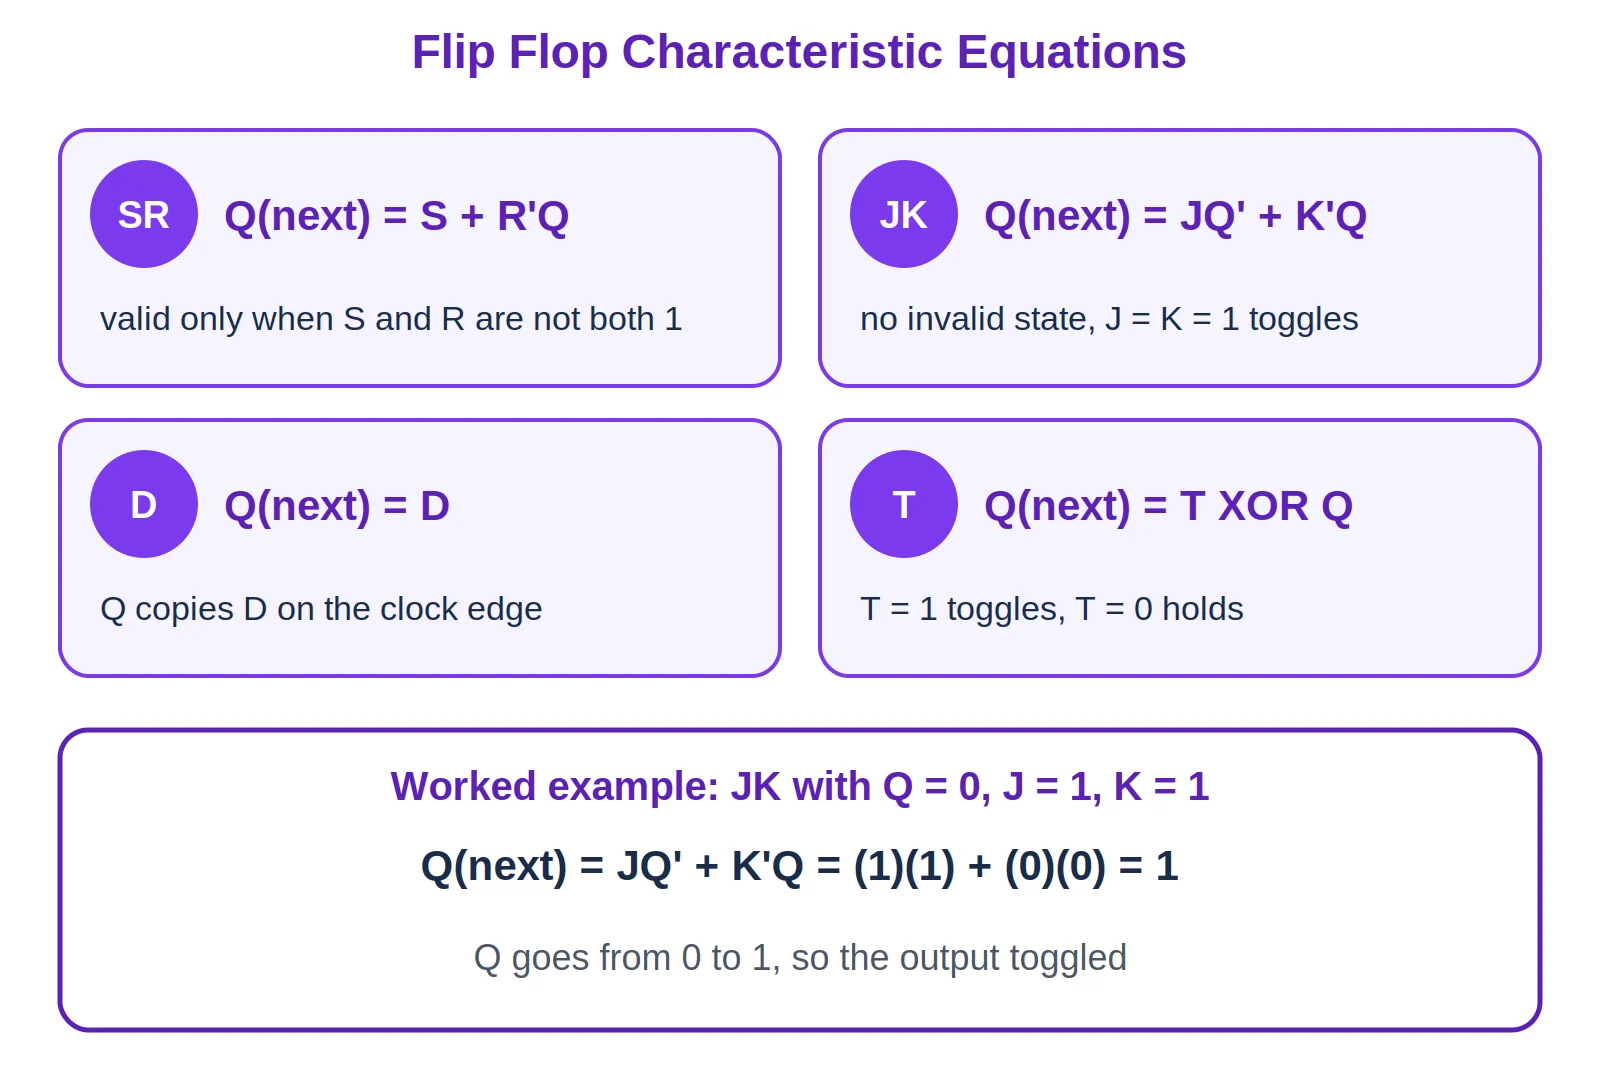 Flip Flop Characteristic Equations
SR
Q(next) = S + R'Q
valid only when S and R are not both 1
JK
Q(next) = JQ' + K'Q
no invalid state, J = K = 1 toggles
D
Q(next) = D
Q copies D on the clock edge
T
Q(next) = T XOR Q
T = 1 toggles, T = 0 holds
Worked example: JK with Q = 0, J = 1, K = 1
Q(next) = JQ' + K'Q = (1)(1) + (0)(0) = 1
Q goes from 0 to 1, so the output toggled